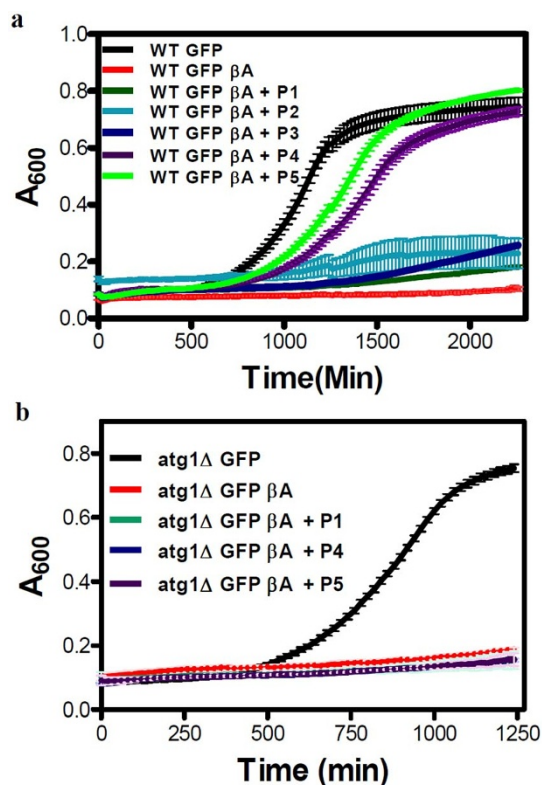 a
1.0
0.8
0.6
0.4
0.2
0.0
A600
WT GFP
WT GFP βA
WT GFP βA + P1
WT GFP βA + P2
WT GFP βA + P3
WT GFP βA + P4
WT GFP βA + P5
0 500 1000 1500 2000
Time(Min)
b
0.8
0.6
0.4
0.2
0.0
A600
atg1Δ GFP
atg1Δ GFP βA
atg1Δ GFP βA + P1
atg1Δ GFP βA + P4
atg1Δ GFP βA + P5
0 250 500 750 1000 1250
Time (min)